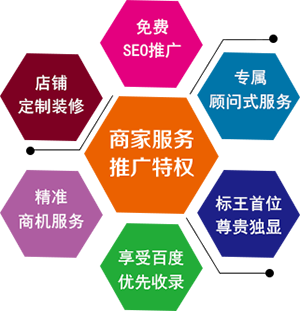 免费
SEO推广
店铺
定制装修
专属
顾问式服务
商家服务
推广特权
精准
商机服务
标王首位
尊贵独显
享受百度
优先收录